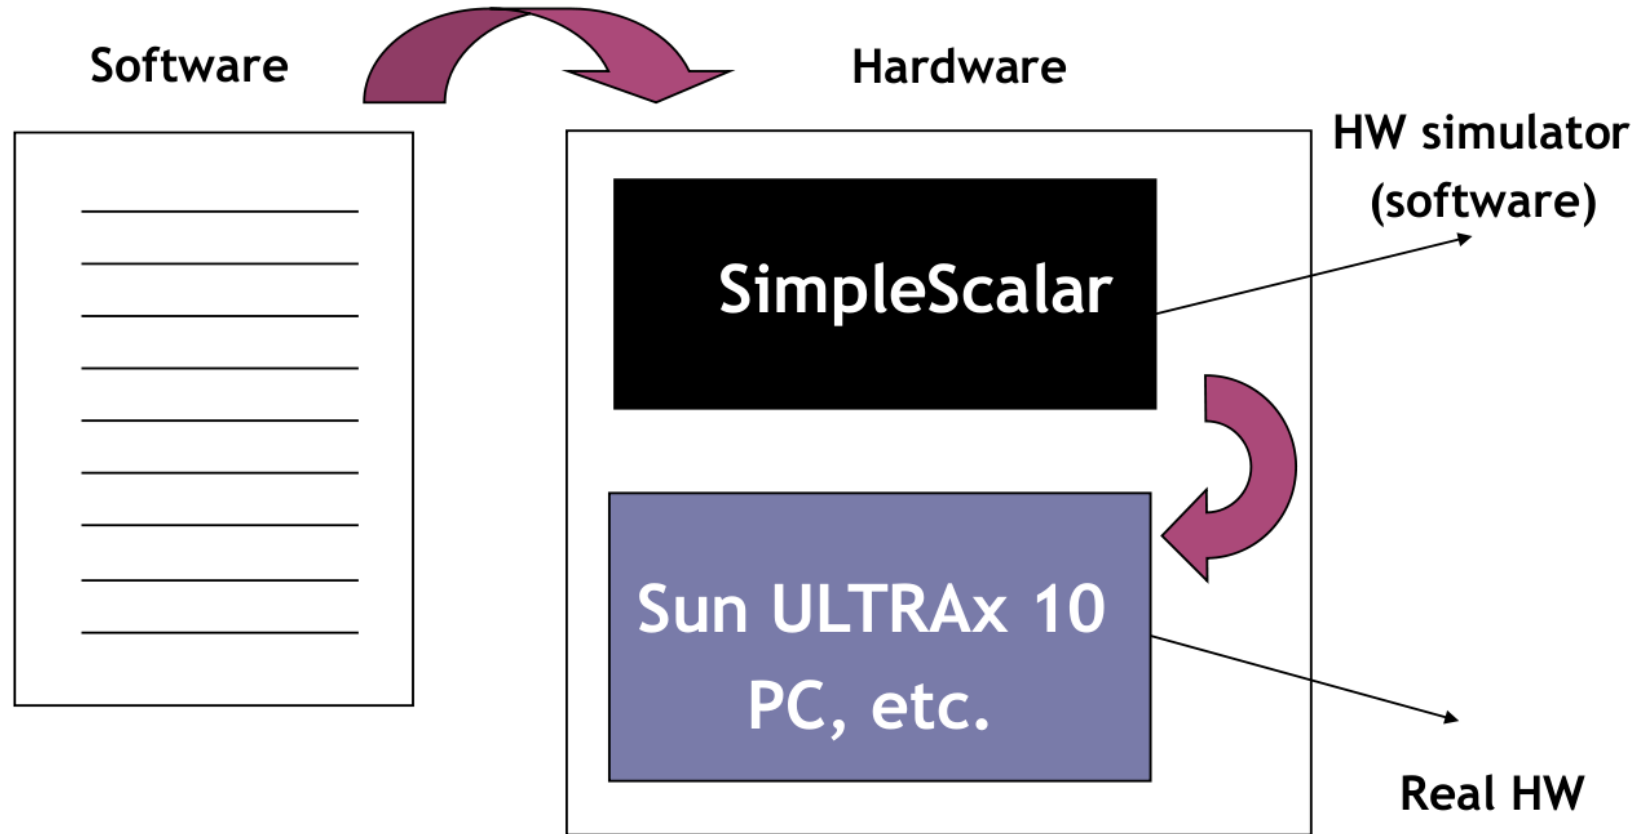 Software
Hardware
HW simulator
(software)
SimpleScalar
Sun ULTRAx 10
PC, etc.
Real HW